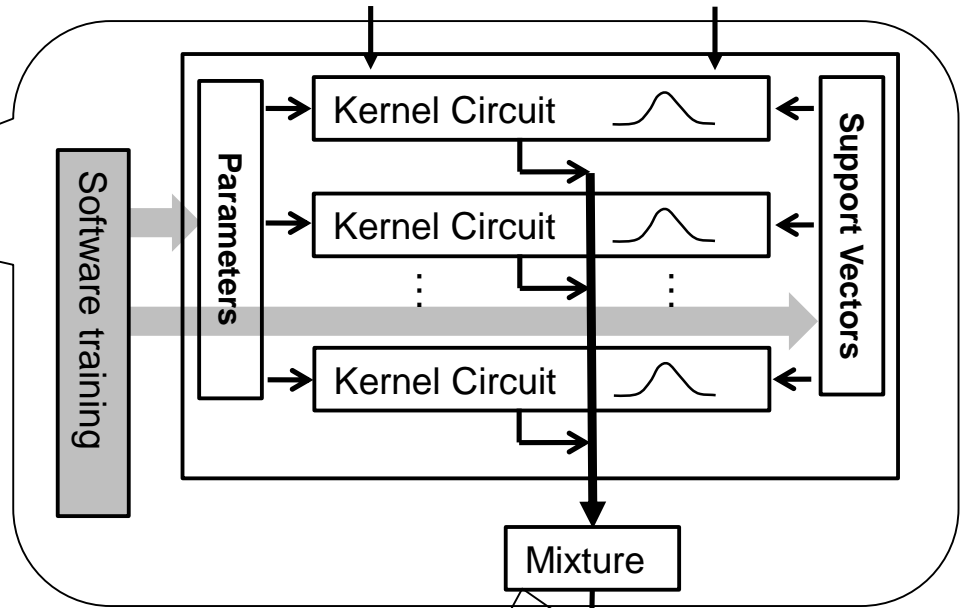 Software training
Parameters
Kernel Circuit
Kernel Circuit
⋮ ⋮
Kernel Circuit
Support Vectors
Mixture